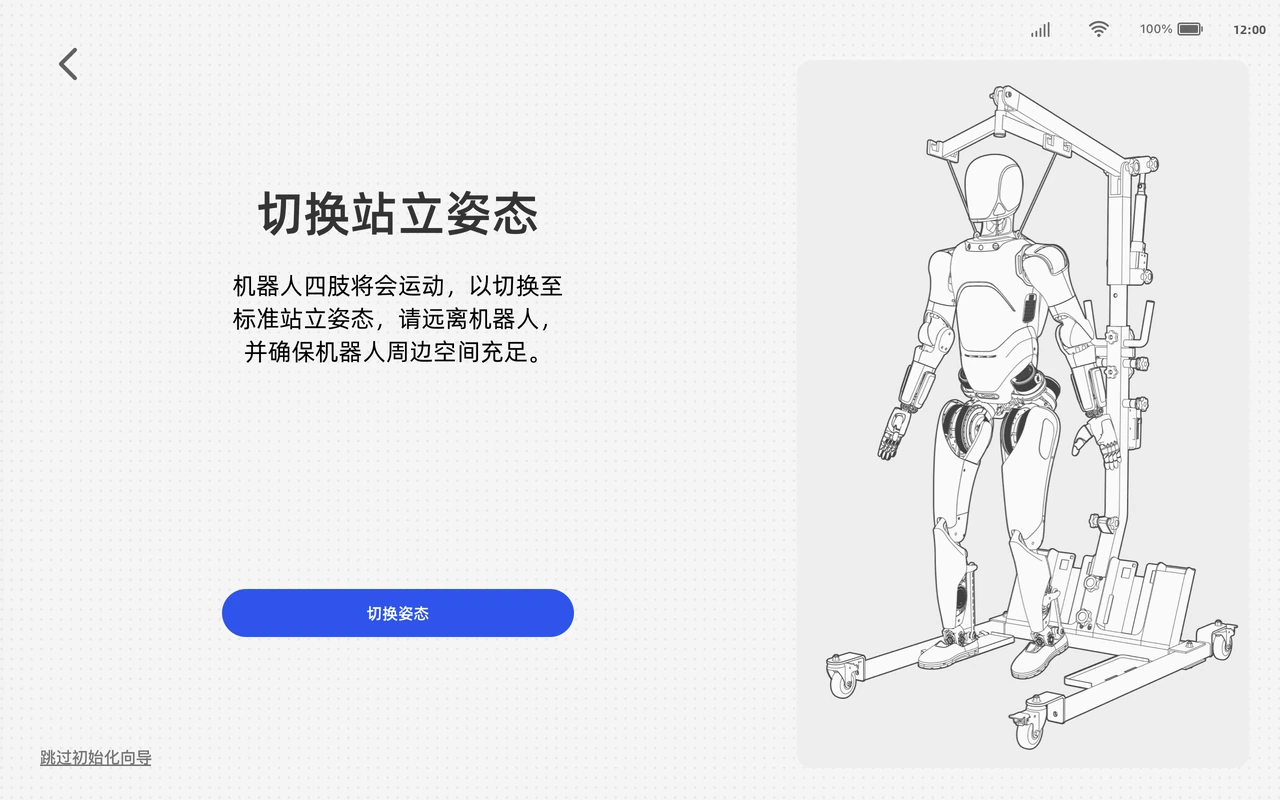 100%
12:00
切换站立姿态
机器人四肢将会运动，以切换至
标准站立姿态，请远离机器人，
并确保机器人周边空间充足。
切换姿态
跳过初始化向导